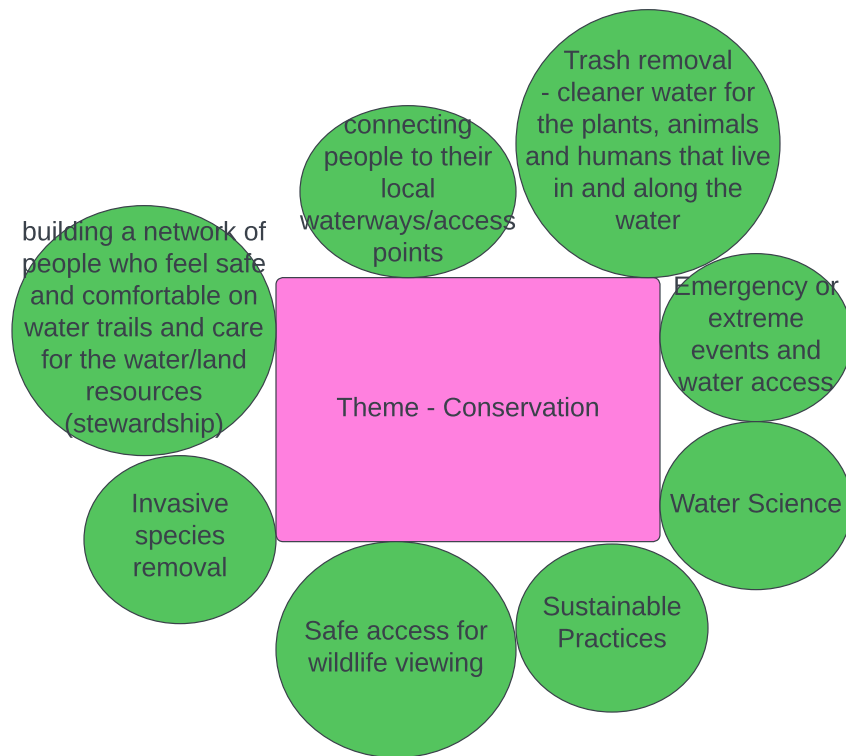 Trash removal
- cleaner water for
the plants, animals
and humans that live
in and along the
water
connecting
people to their
local
waterways/access
points
building a network of
people who feel safe
and comfortable on
water trails and care
for the water/land
resources
(stewardship)
Emergency or
extreme
events and
water access
Theme - Conservation
Water Science
Invasive
species
removal
Safe access for
wildlife viewing
Sustainable
Practices